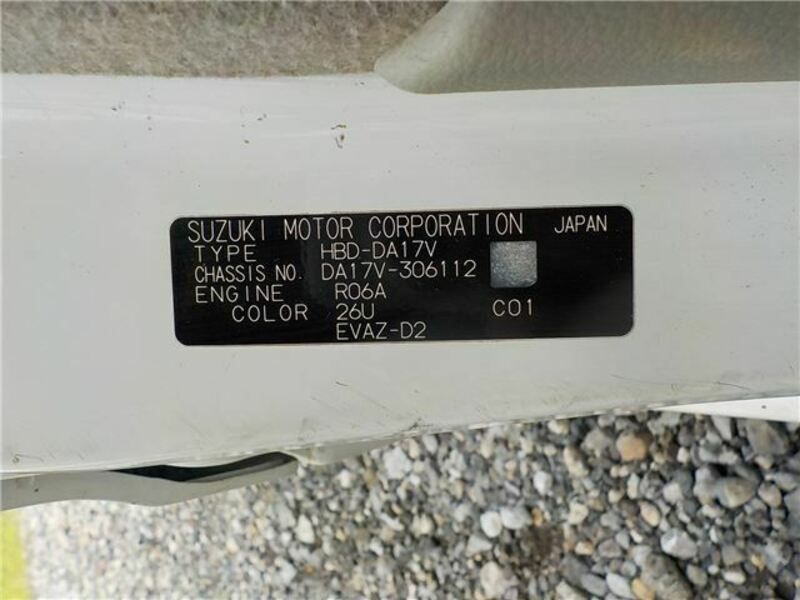 SUZUKI MOTOR CORPORATION JAPAN
TYPE HBD-DA17V
CHASSIS NO. DA17V-306112
ENGINE R06A
COLOR 26U C01
EVAZ-D2